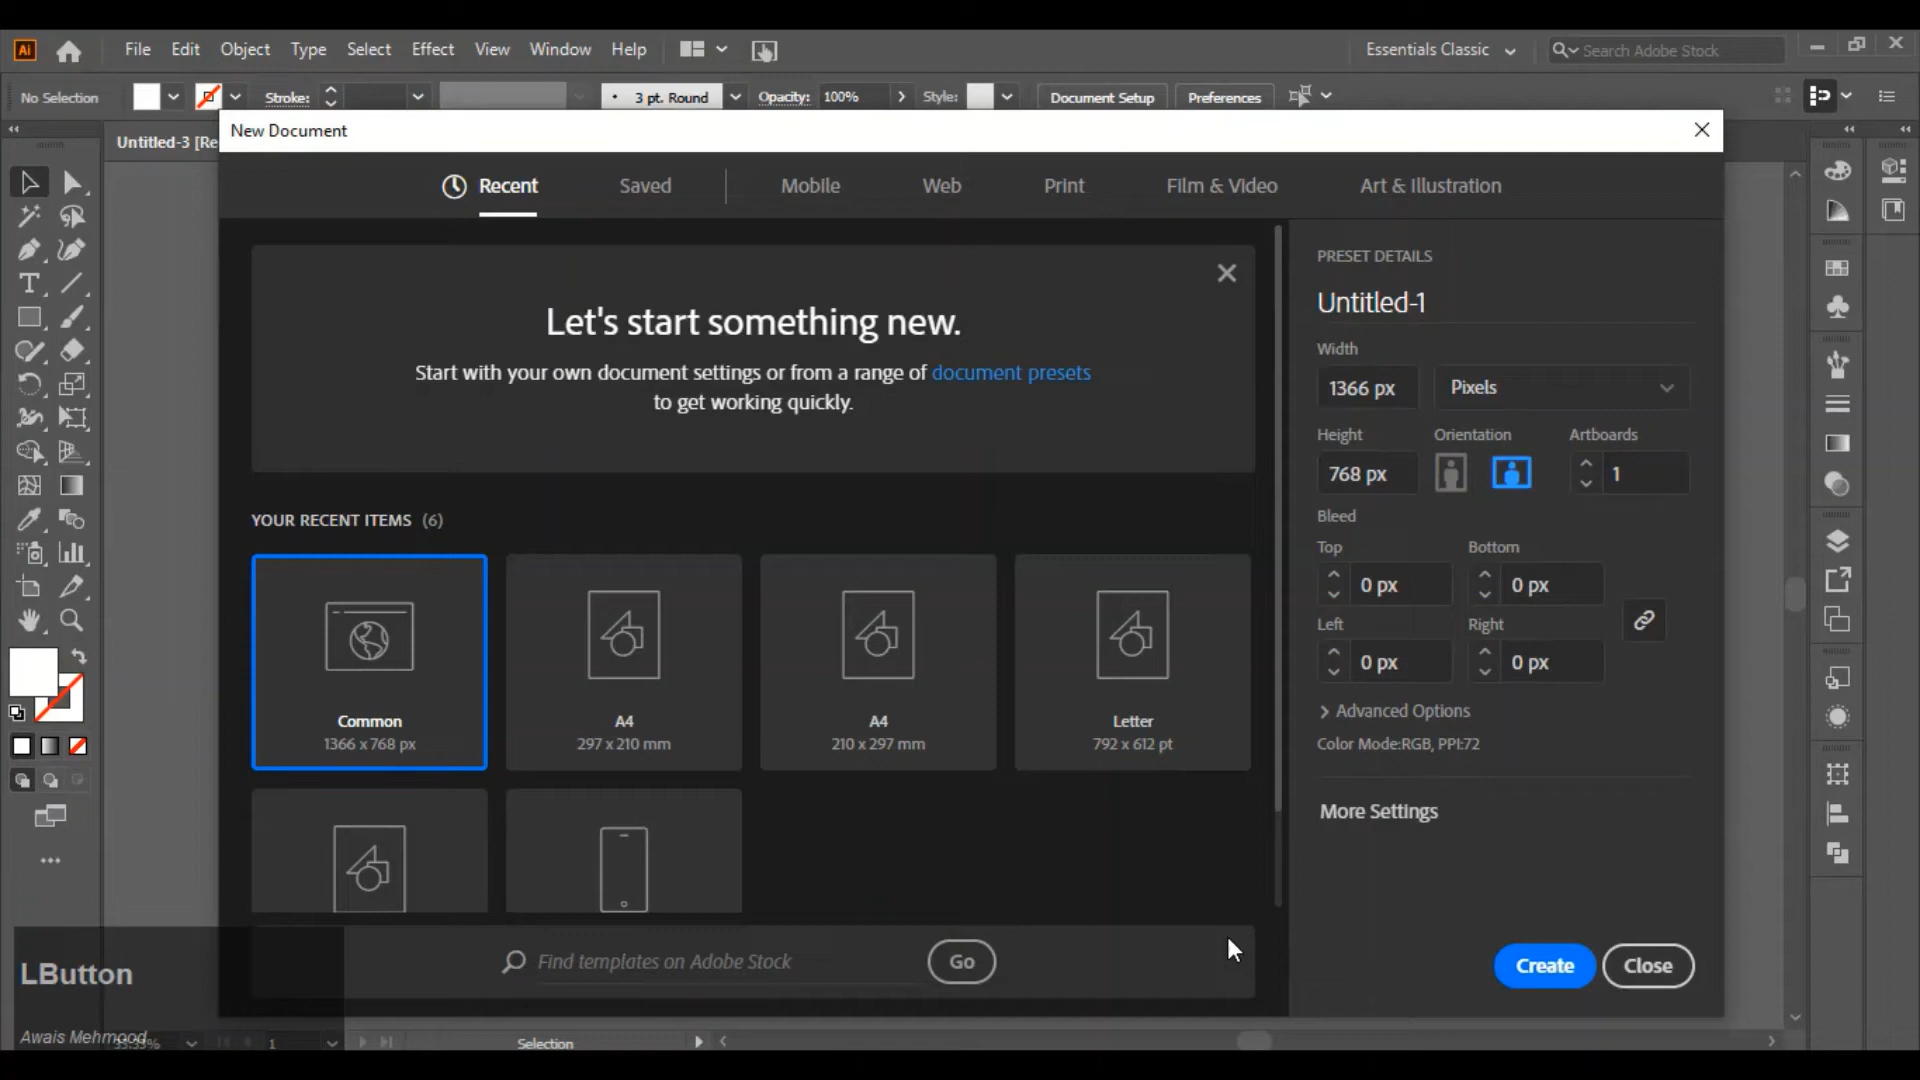 Ai File Edit Object Type Select Effect View Window Help Essentials Classic Search Adobe Stock
No Selection Stroke: 3 pt. Round Opacity: 100% Style: Document Setup Preferences
New Document
Untitled-3 [Re
Recent Saved Mobile Web Print Film & Video Art & Illustration
Let's start something new.
Start with your own document settings or from a range of document presets
to get working quickly.
YOUR RECENT ITEMS (6)
Common
1366 x 768 px
A4
297 x 210 mm
A4
210 x 297 mm
Letter
792 x 612 pt
Find templates on Adobe Stock Go
PRESET DETAILS
Untitled-1
Width
1366 px Pixels
Height Orientation Artboards
768 px 1
Bleed
Top Bottom
0 px 0 px
Left Right
0 px 0 px
Advanced Options
Color Mode:RGB, PPI:72
More Settings
Create Close
LButton
Awais Mehmood
1 Selection